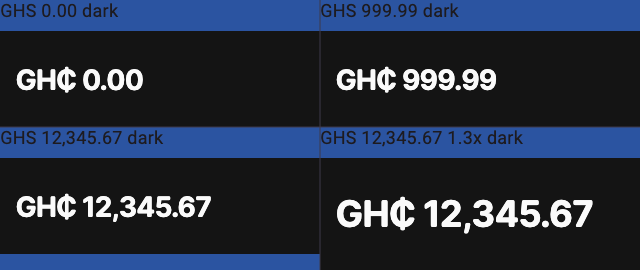 GHS 0.00 dark
GH₵ 0.00
GHS 999.99 dark
GH₵ 999.99
GHS 12,345.67 dark
GH₵ 12,345.67
GHS 12,345.67 1.3x dark
GH₵ 12,345.67